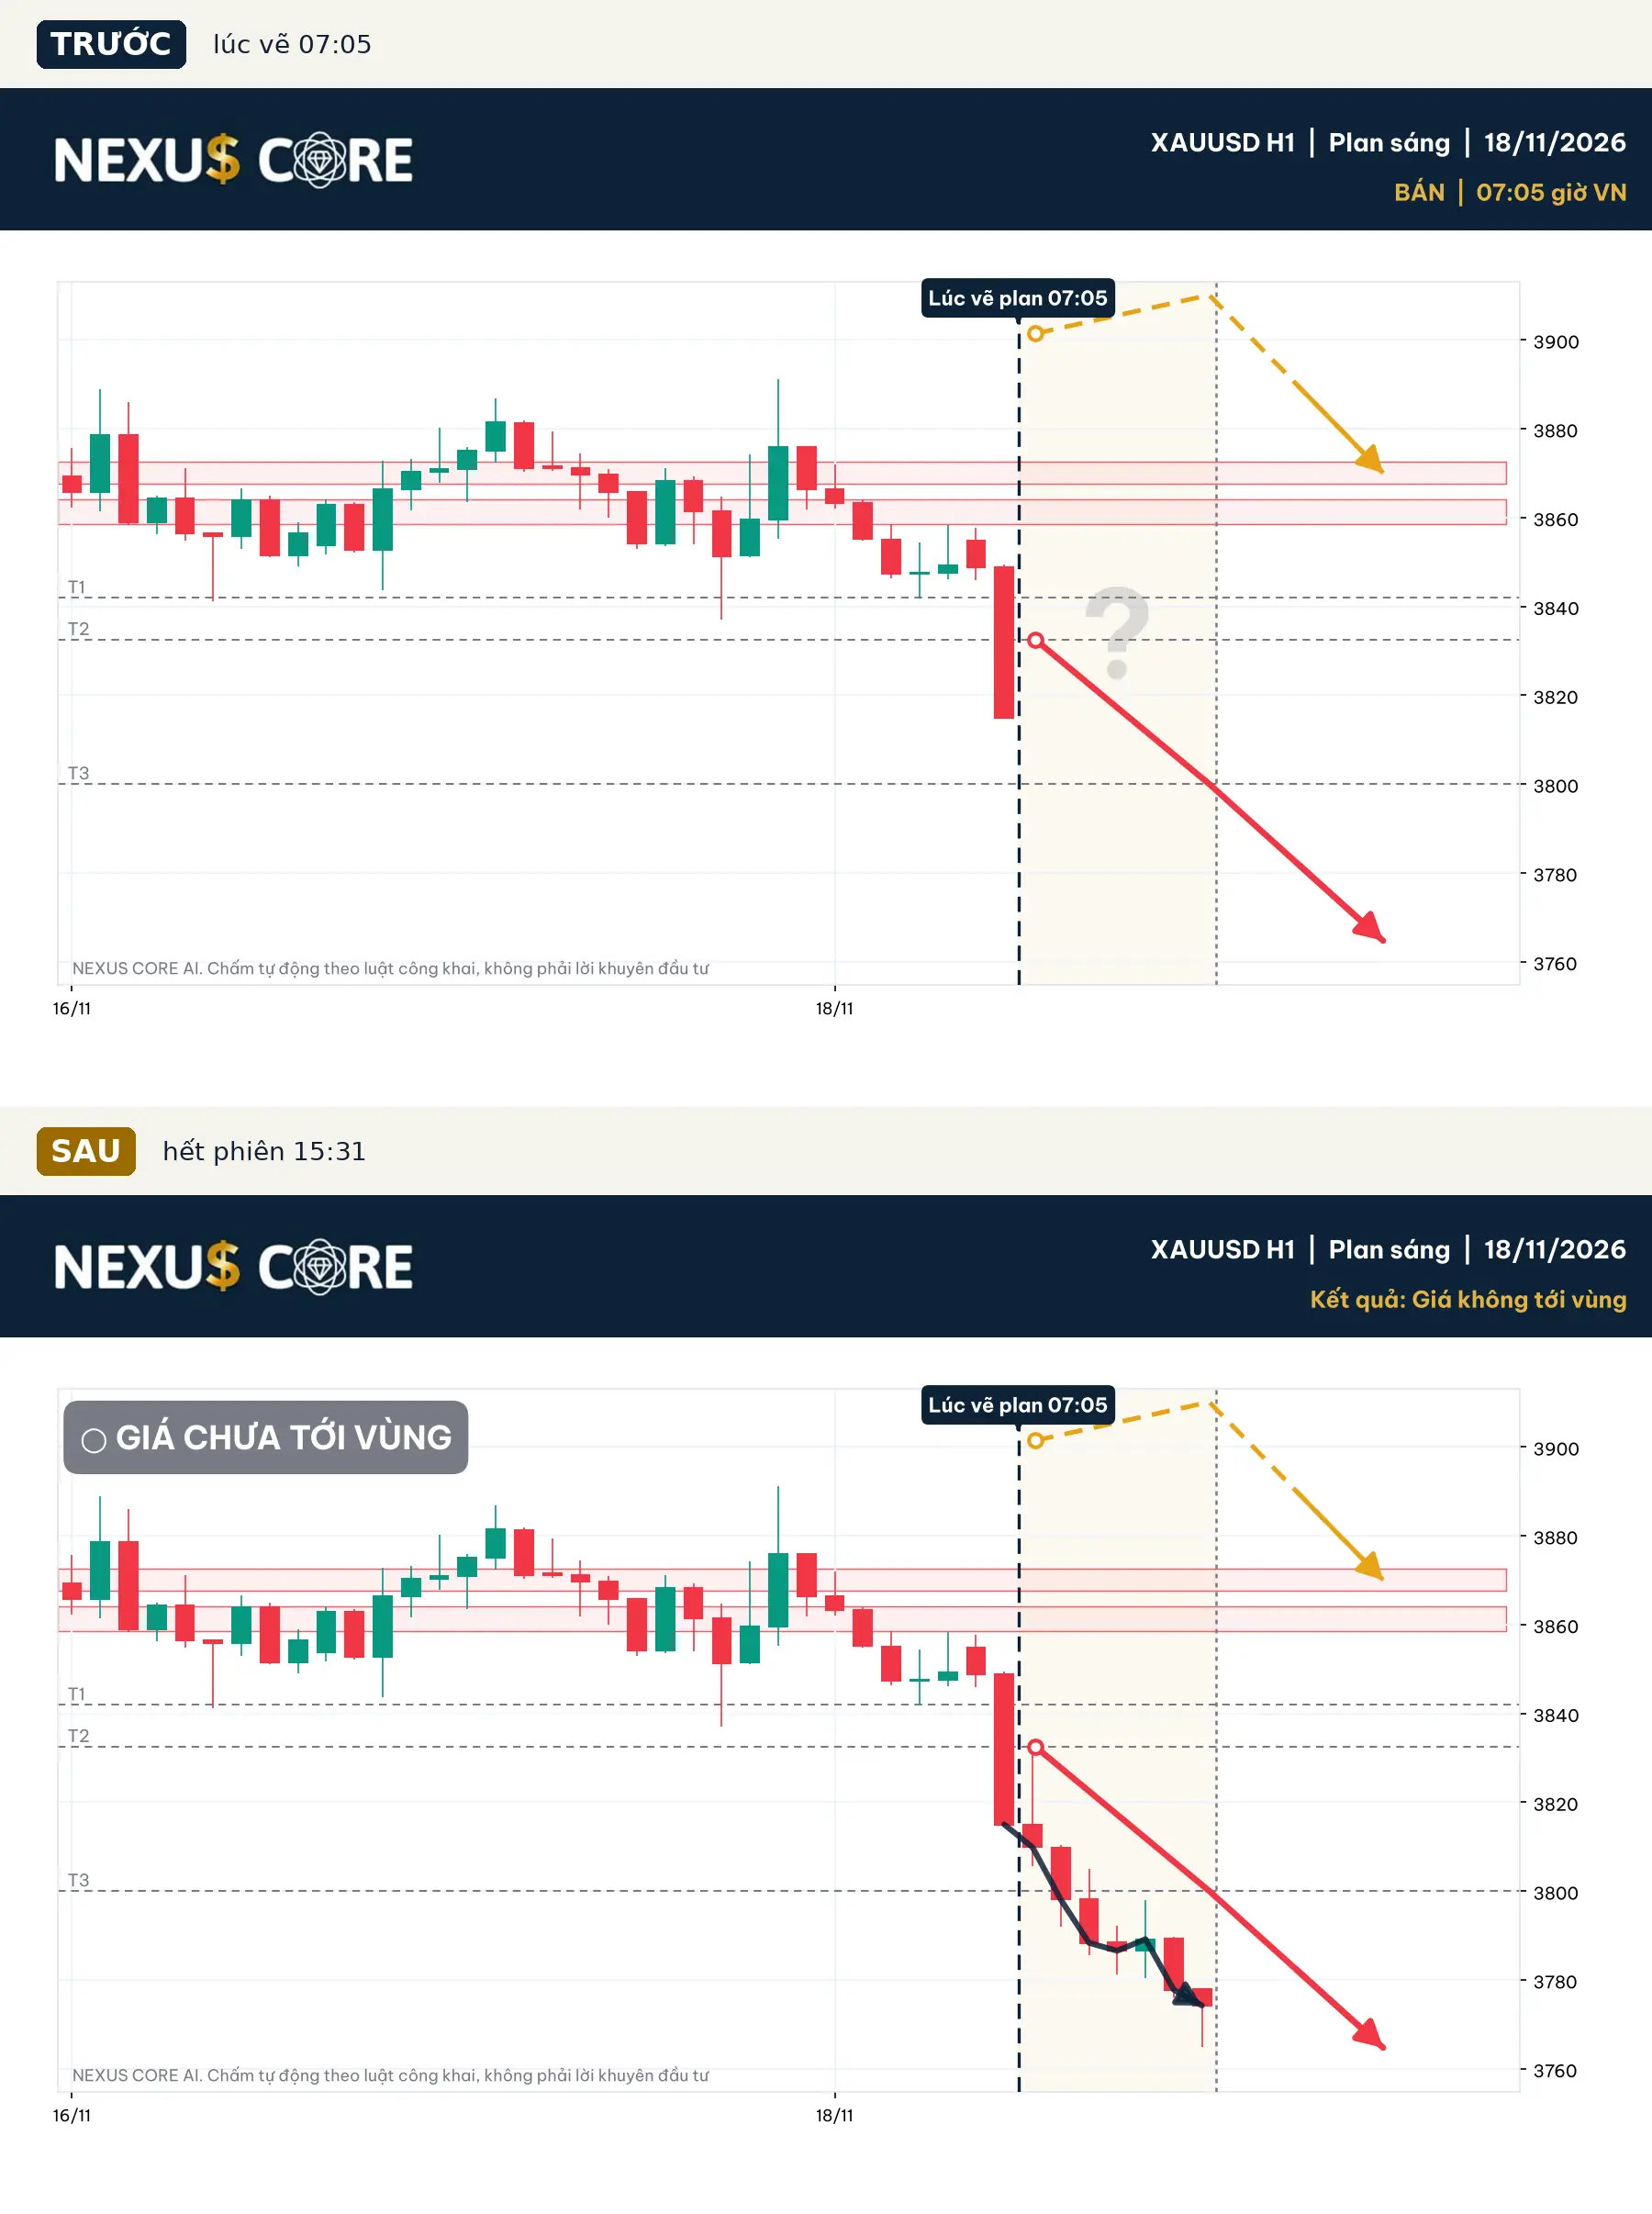 TRƯỚC lúc vẽ 07:05
NEXU$ CORE
XAUUSD H1 | Plan sáng | 18/11/2026
BÁN | 07:05 giờ VN
Lúc vẽ plan 07:05
3900
3880
3860
T1
3840
T2
?
3820
T3
3800
3780
3760
NEXUS CORE AI. Chấm tự động theo luật công khai, không phải lời khuyên đầu tư
16/11
18/11
SAU hết phiên 15:31
NEXU$ CORE
XAUUSD H1 | Plan sáng | 18/11/2026
Kết quả: Giá không tới vùng
Lúc vẽ plan 07:05
○ GIÁ CHƯA TỚI VÙNG
3900
3880
3860
T1
3840
T2
3820
T3
3800
3780
3760
NEXUS CORE AI. Chấm tự động theo luật công khai, không phải lời khuyên đầu tư
16/11
18/11